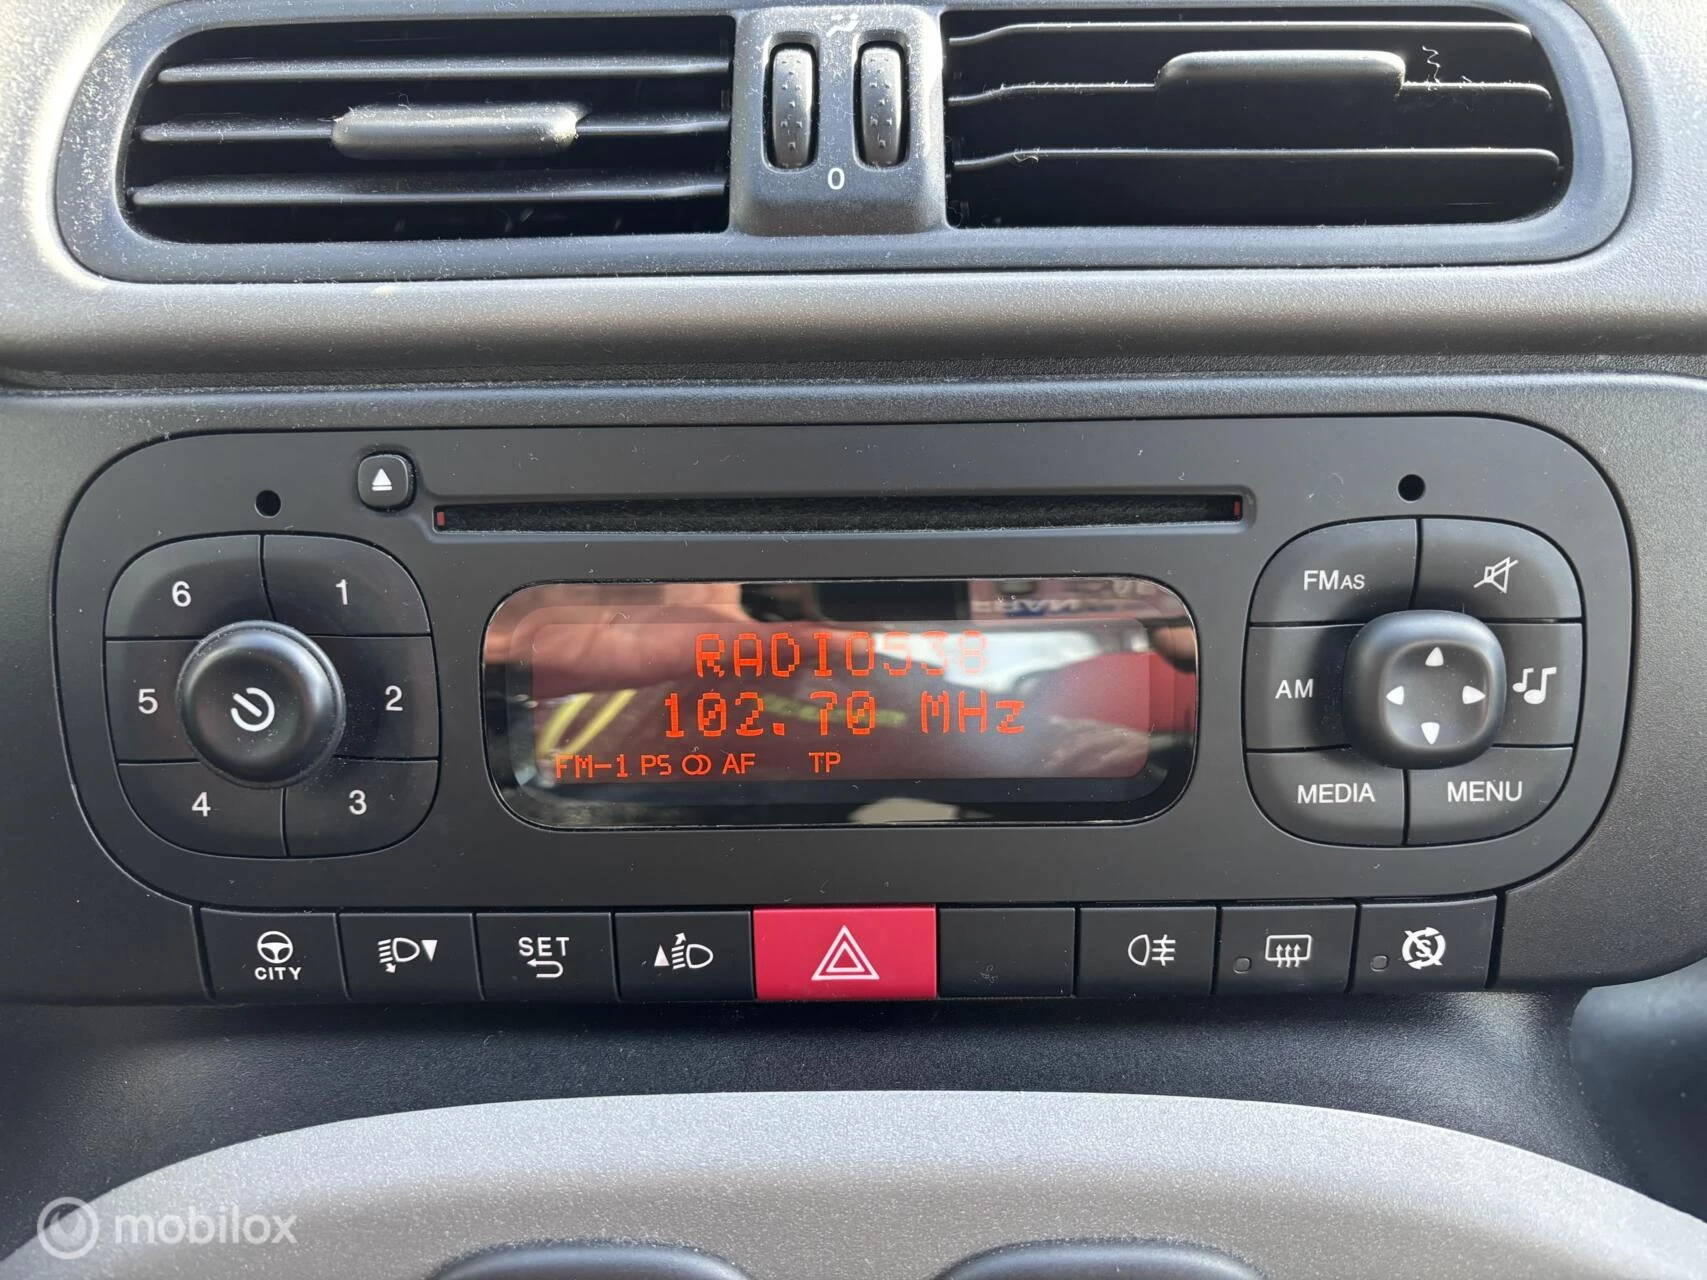 0
6 1
5 2
4 3
RADIO538
102.70 MHz
FM-1 PS AF TP
FMAS
AM
MEDIA MENU
CITY
SET
S
mobilox